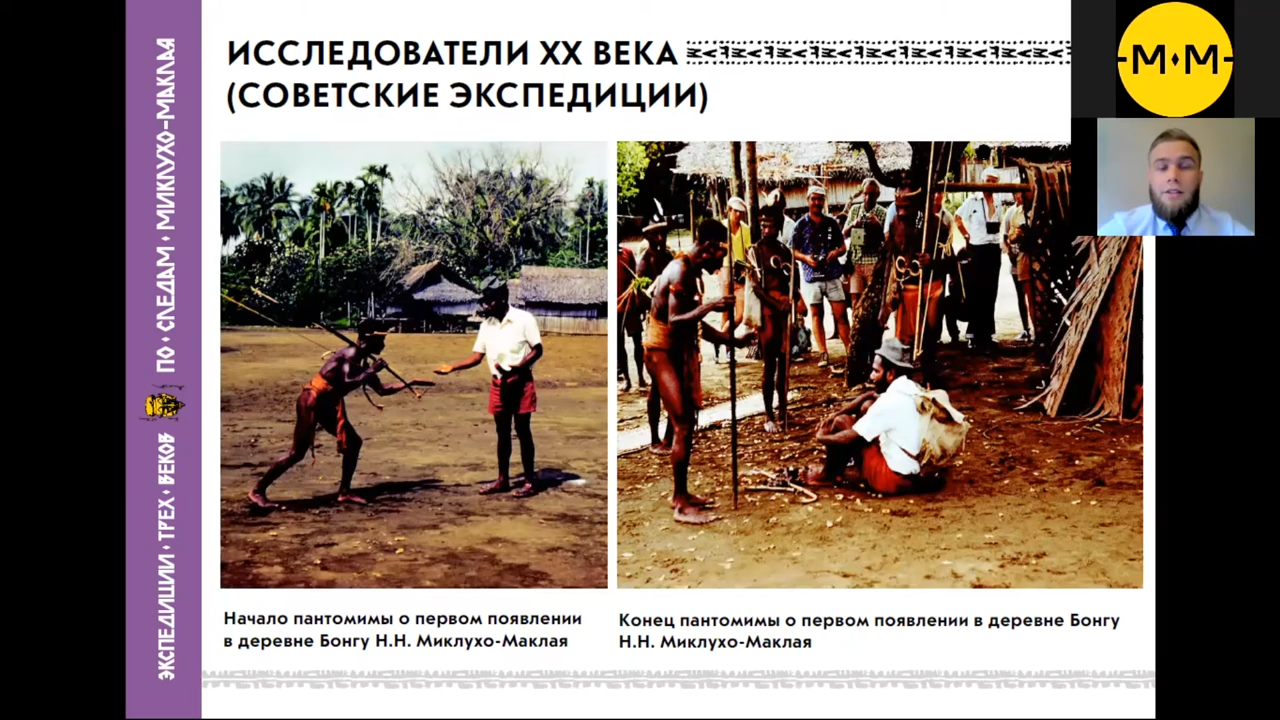 ИССЛЕДОВАТЕЛИ XX ВЕКА
(СОВЕТСКИЕ ЭКСПЕДИЦИИ)
М·М
ЭКСПЕДИЦИИ·ТРЕХ·ВЕКОВ
ПО·СЛЕДАМ·МИКЛУХО-МАКЛАЯ
Начало пантомимы о первом появлении
в деревне Бонгу Н.Н. Миклухо-Маклая
Конец пантомимы о первом появлении в деревне Бонгу
Н.Н. Миклухо-Маклая